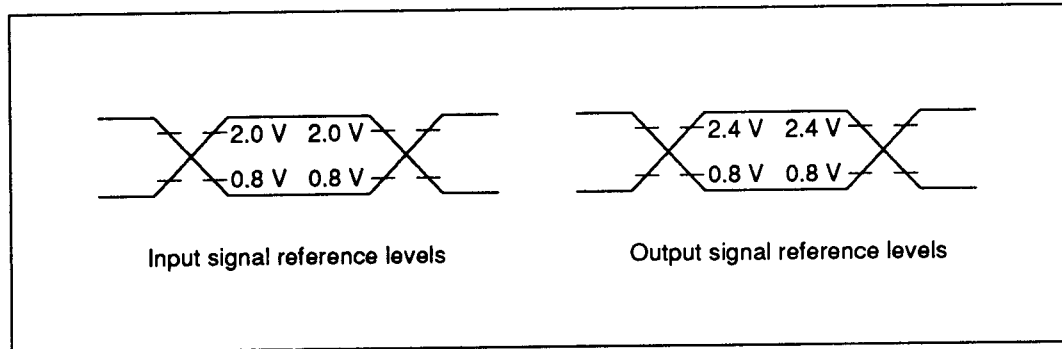 2.0 V 2.0 V
0.8 V 0.8 V
Input signal reference levels
2.4 V 2.4 V
0.8 V 0.8 V
Output signal reference levels